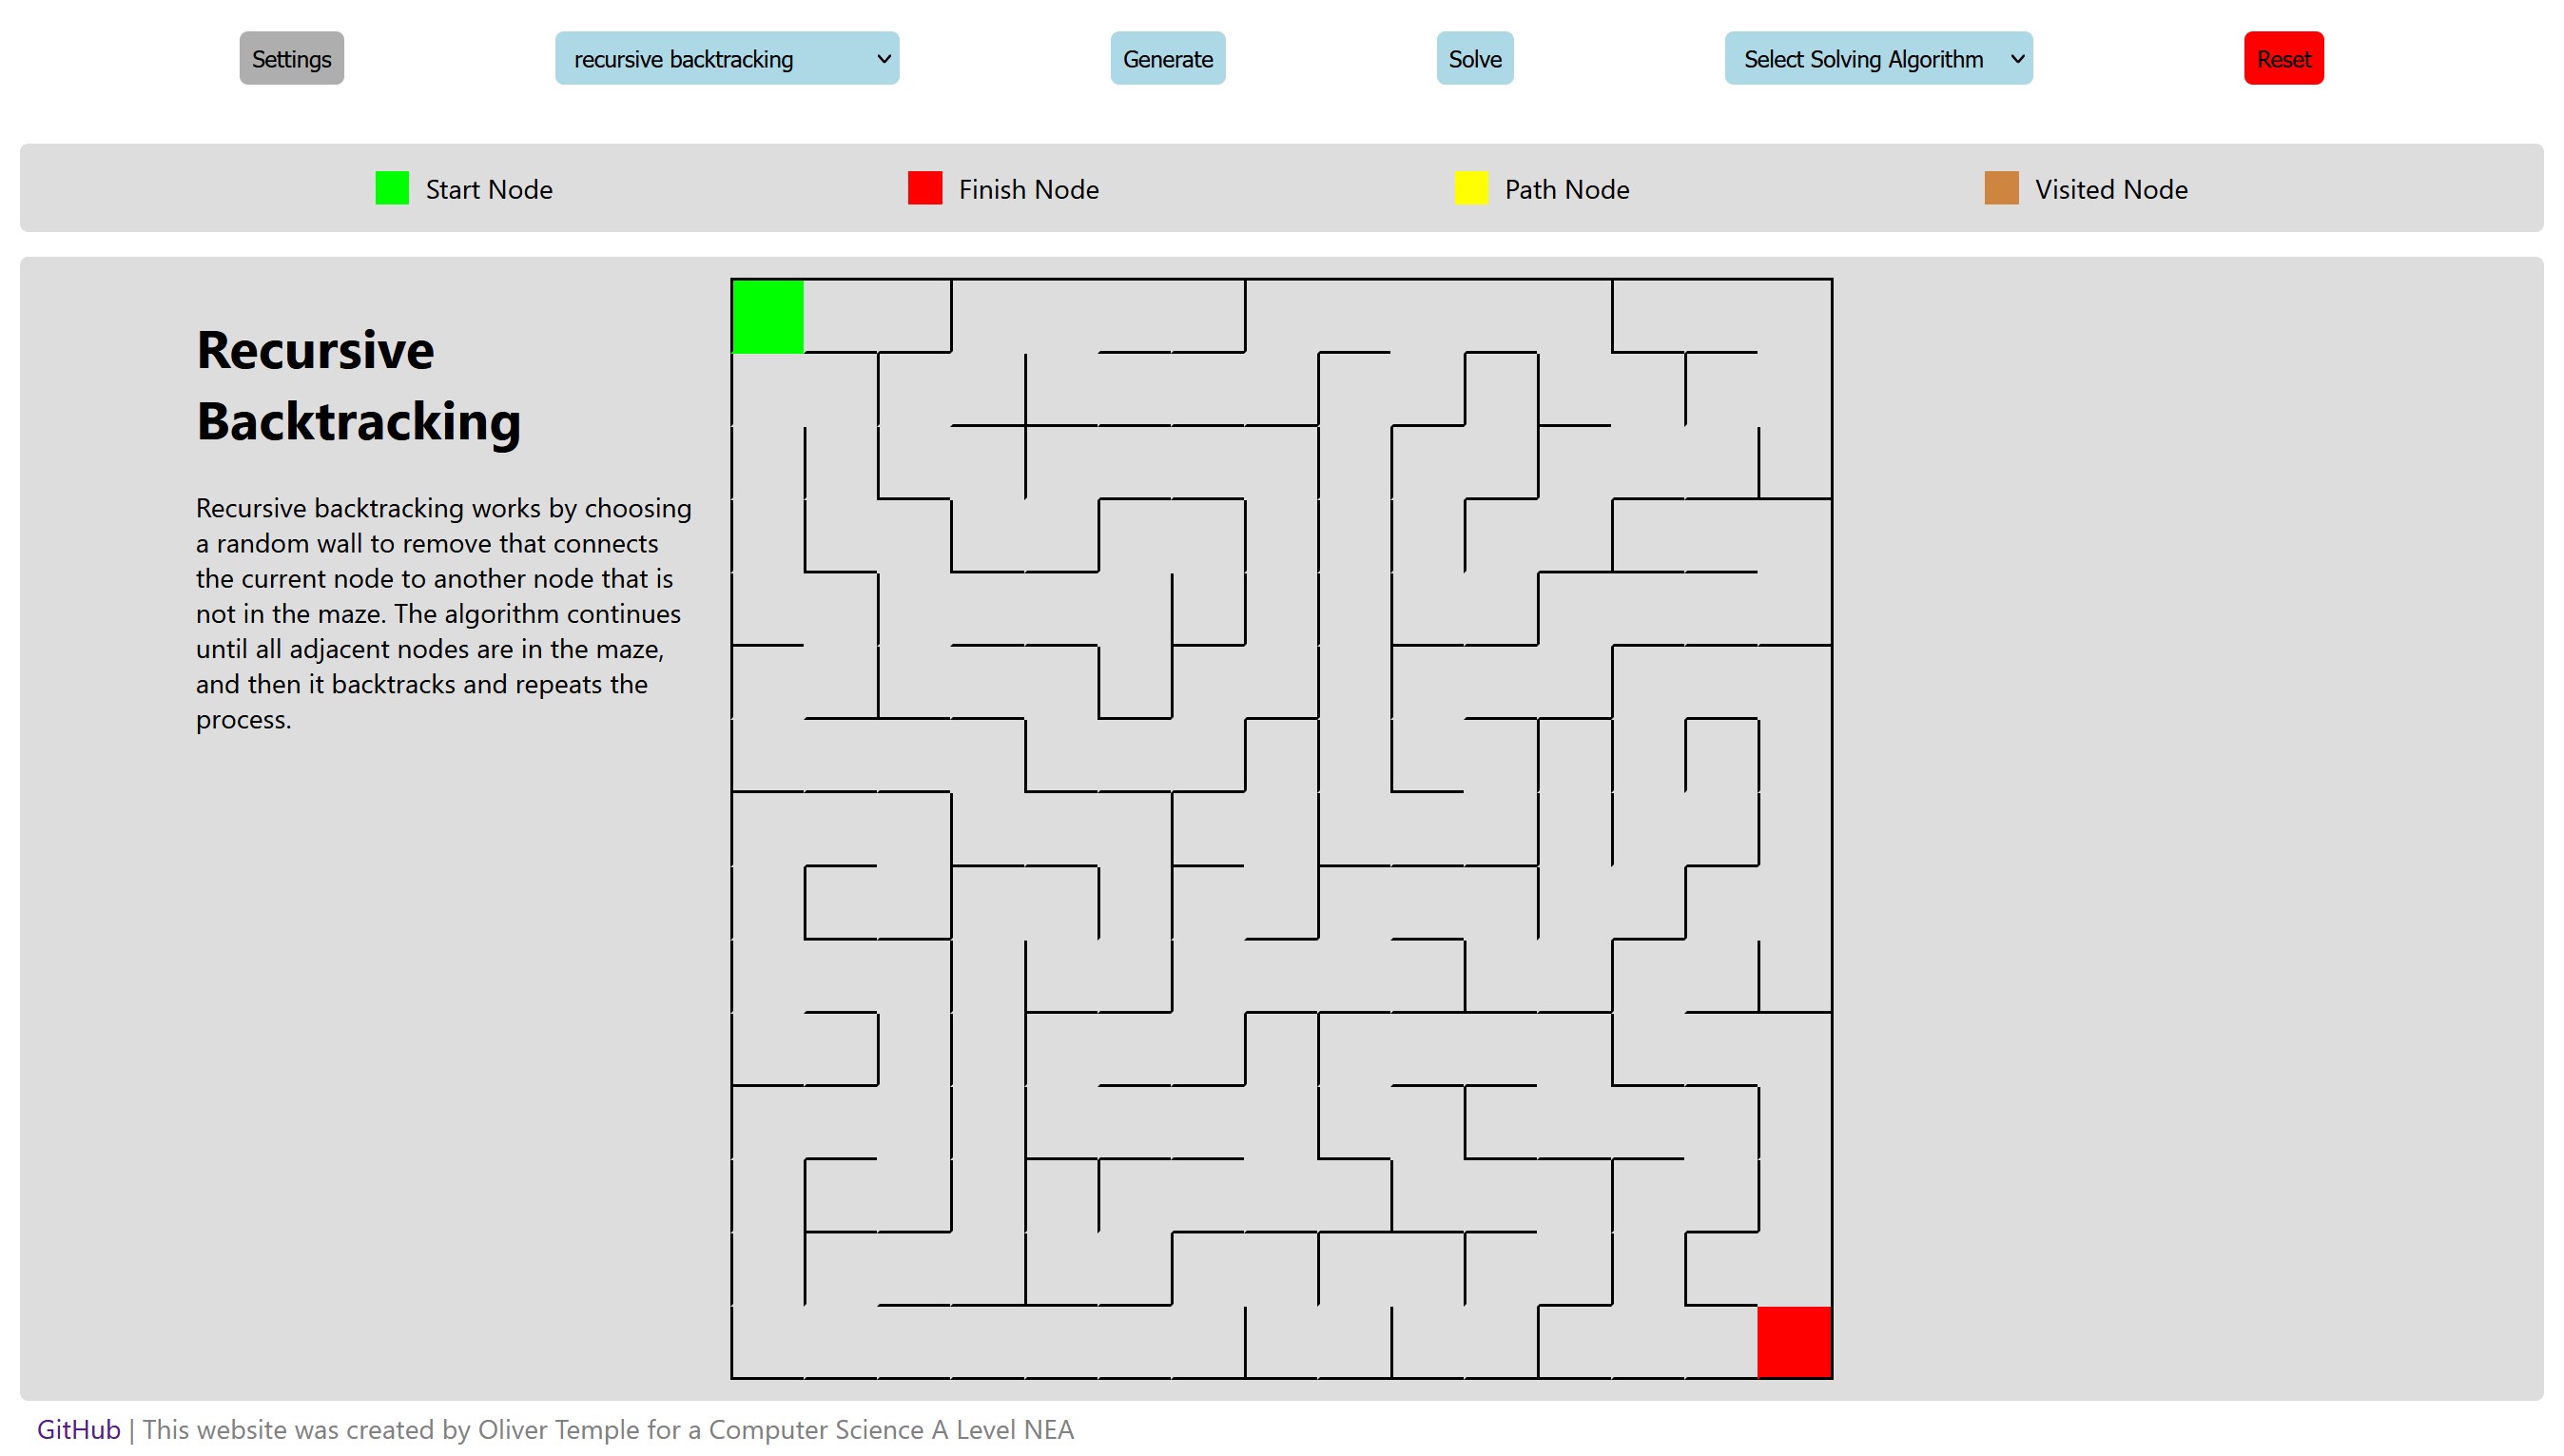 Settings
recursive backtracking
Generate
Solve
Select Solving Algorithm
Reset
Start Node
Finish Node
Path Node
Visited Node
Recursive
Backtracking
Recursive backtracking works by choosing
a random wall to remove that connects
the current node to another node that is
not in the maze. The algorithm continues
until all adjacent nodes are in the maze,
and then it backtracks and repeats the
process.
GitHub | This website was created by Oliver Temple for a Computer Science A Level NEA